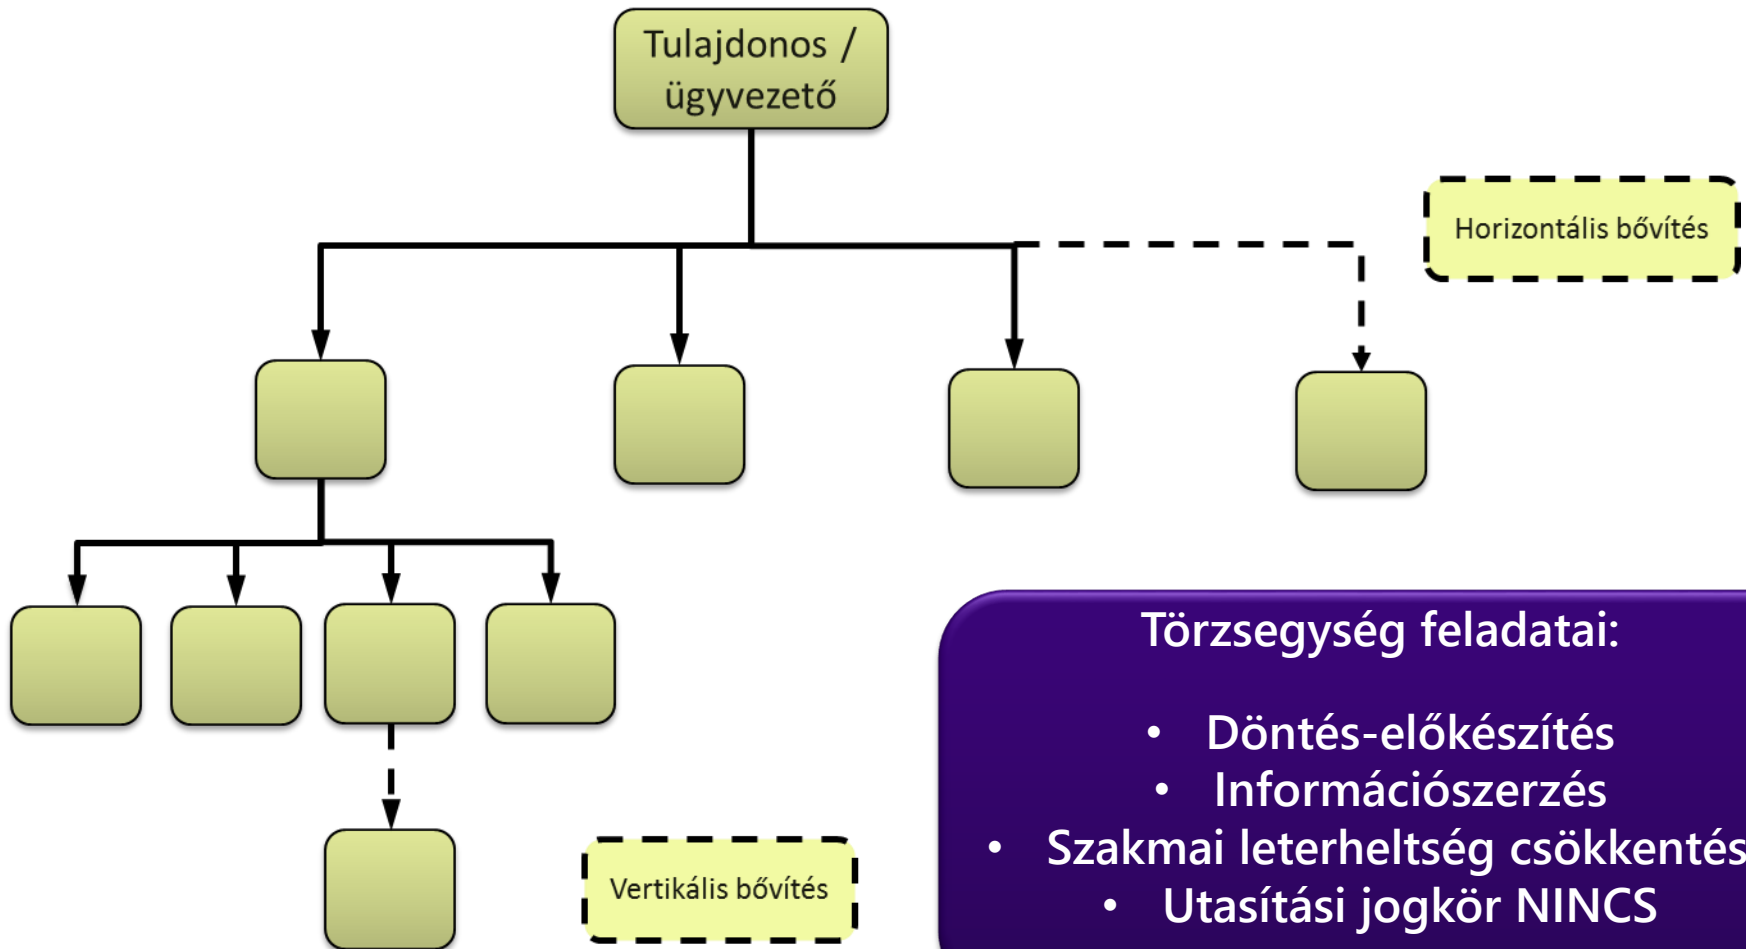 Tulajdonos /
ügyvezető
Horizontális bővítés
Törzsegység feladatai:
• Döntés-előkészítés
• Információszerzés
• Szakmai leterheltség csökkentés
• Utasítási jogkör NINCS
Vertikális bővítés